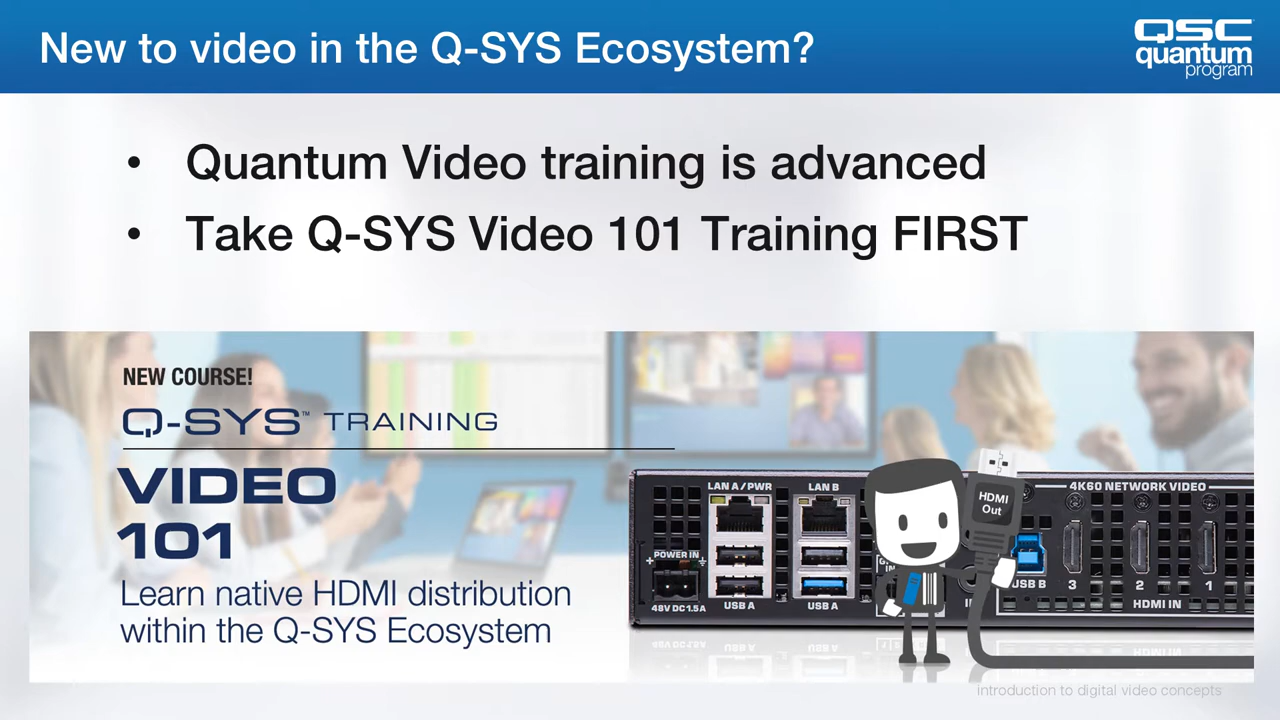 New to video in the Q-SYS Ecosystem?
QSC
quantum
program
• Quantum Video training is advanced
• Take Q-SYS Video 101 Training FIRST
NEW COURSE!
Q-SYS™ TRAINING
VIDEO
101
Learn native HDMI distribution
within the Q-SYS Ecosystem
LAN A / PWR
LAN B
4K60 NETWORK VIDEO
HDMI
Out
POWER IN
48V DC 1.5A
USB A
USB A
USB B
3
2
1
HDMI IN
introduction to digital video concepts